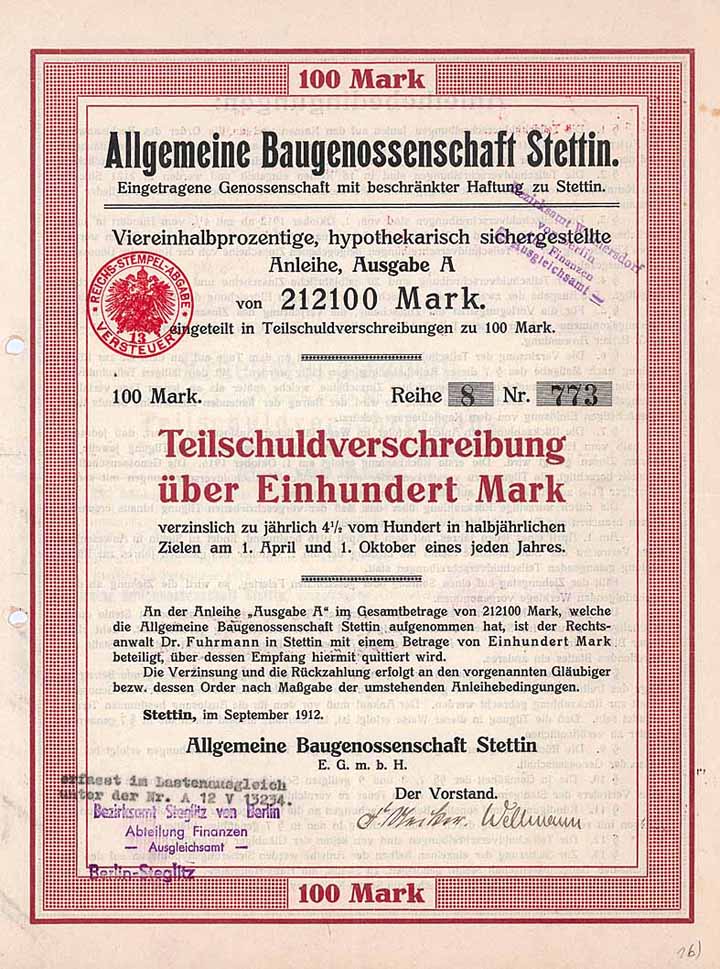 100 Mark
Allgemeine Baugenossenschaft Stettin.
Eingetragene Genossenschaft mit beschränkter Haftung zu Stettin.
Bezirksamt Wilmersdorf
von Berlin
Abt. Finanzen
— Ausgleichsamt —
Viereinhalbprozentige, hypothekarisch sichergestellte
Anleihe, Ausgabe A
von 212100 Mark.
eingeteilt in Teilschuldverschreibungen zu 100 Mark.
REICHS-STEMPEL-ABGABE
13
VERSTEUERT
100 Mark. Reihe 8 Nr. 773
Teilschuldverschreibung
über Einhundert Mark
verzinslich zu jährlich 4½ vom Hundert in halbjährlichen
Zielen am 1. April und 1. Oktober eines jeden Jahres.
An der Anleihe „Ausgabe A“ im Gesamtbetrage von 212100 Mark, welche
die Allgemeine Baugenossenschaft Stettin aufgenommen hat, ist der Rechts-
anwalt Dr. Fuhrmann in Stettin mit einem Betrage von Einhundert Mark
beteiligt, über dessen Empfang hiermit quittiert wird.
Die Verzinsung und die Rückzahlung erfolgt an den vorgenannten Gläubiger
bezw. dessen Order nach Maßgabe der umstehenden Anleihebedingungen.
Stettin, im September 1912.
Allgemeine Baugenossenschaft Stettin
E. G. m. b. H.
Der Vorstand.
Wellmann
erfasst im Lastenausgleich
unter der Nr. A 12 V 13234.
Bezirksamt Steglitz von Berlin
Abteilung Finanzen
— Ausgleichsamt —
Berlin-Steglitz
100 Mark
16)